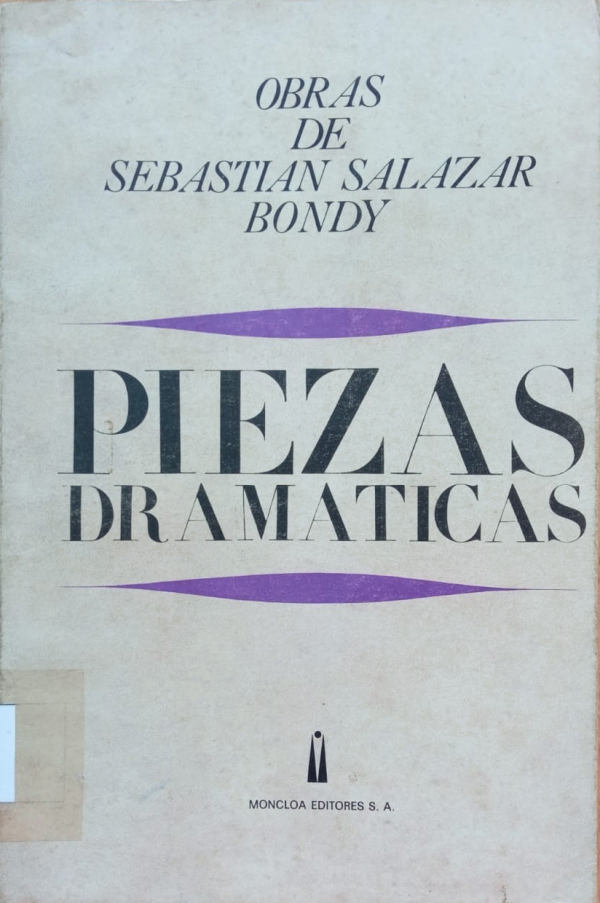 OBRAS
DE
SEBASTIAN SALAZAR
BONDY
PIEZAS
DRAMATICAS
MONCLOA EDITORES S. A.